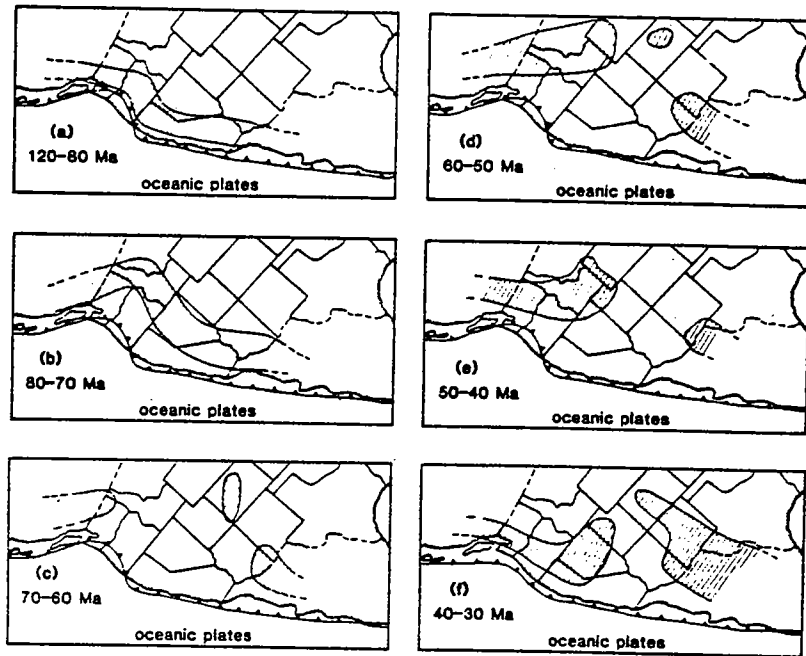 (a)
120-80 Ma
oceanic plates
(b)
80-70 Ma
oceanic plates
(c)
70-60 Ma
oceanic plates
(d)
60-50 Ma
oceanic plates
(e)
50-40 Ma
oceanic plates
(f)
40-30 Ma
oceanic plates